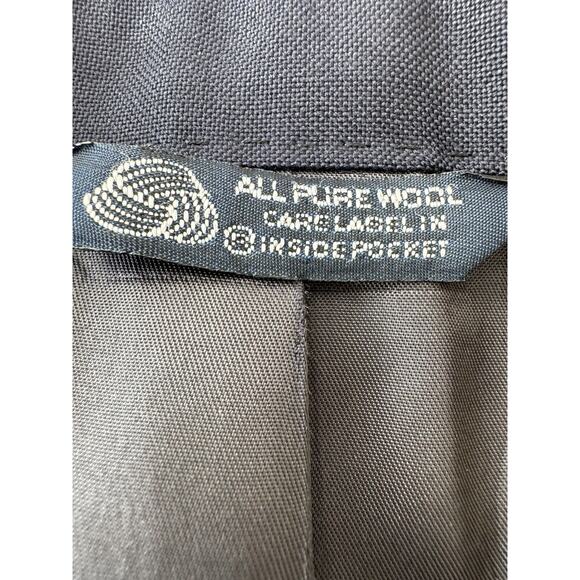 ALL PURE WOOL
CARE LABEL IN
® INSIDE POCKET